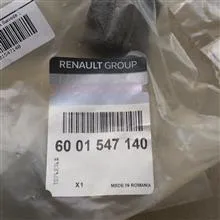 RENAULT GROUP
60 01 547 140
X1
MADE IN ROMANIA